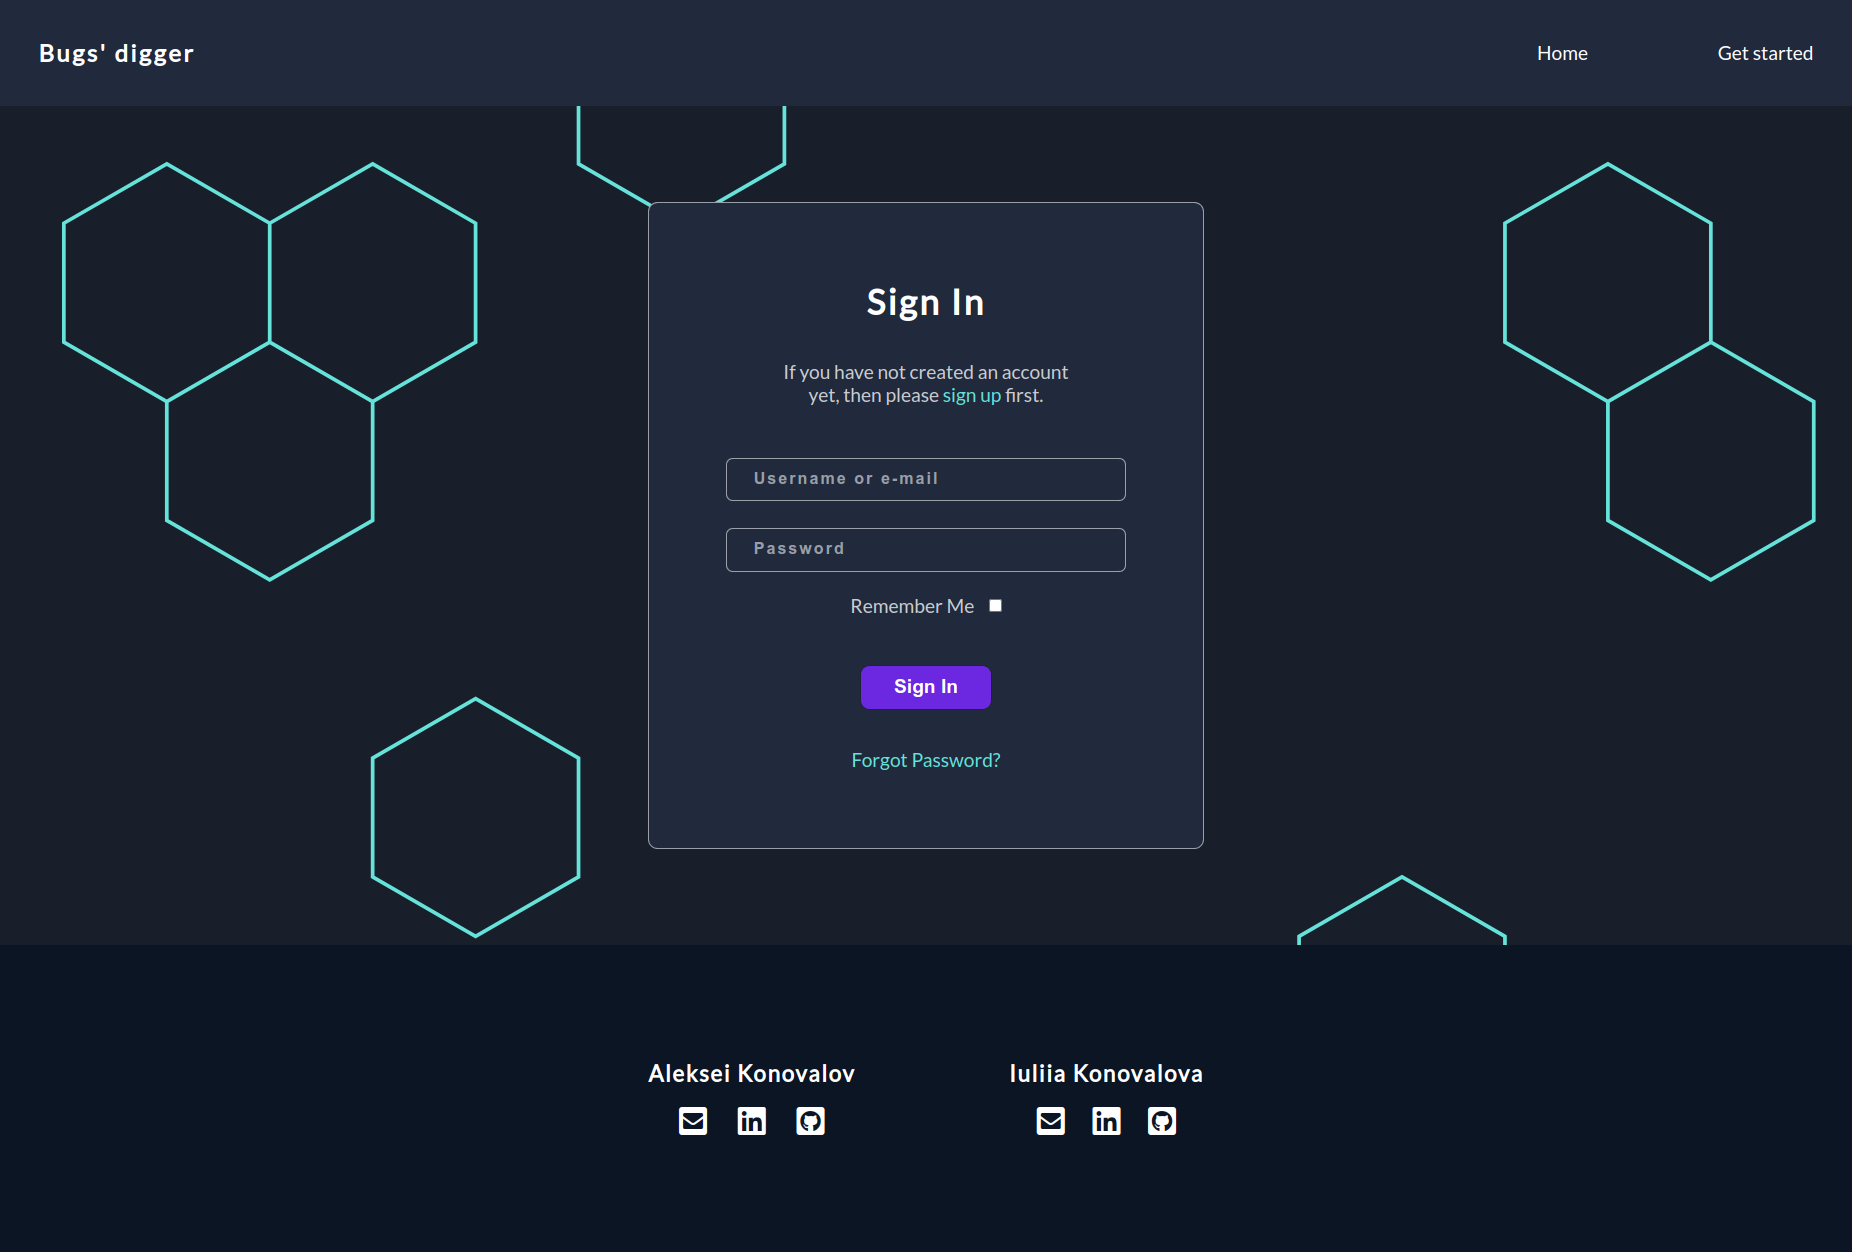 Bugs' digger
Home
Get started
Sign In
If you have not created an account
yet, then please sign up first.
Username or e-mail
Password
Remember Me
Sign In
Forgot Password?
Aleksei Konovalov
Iuliia Konovalova